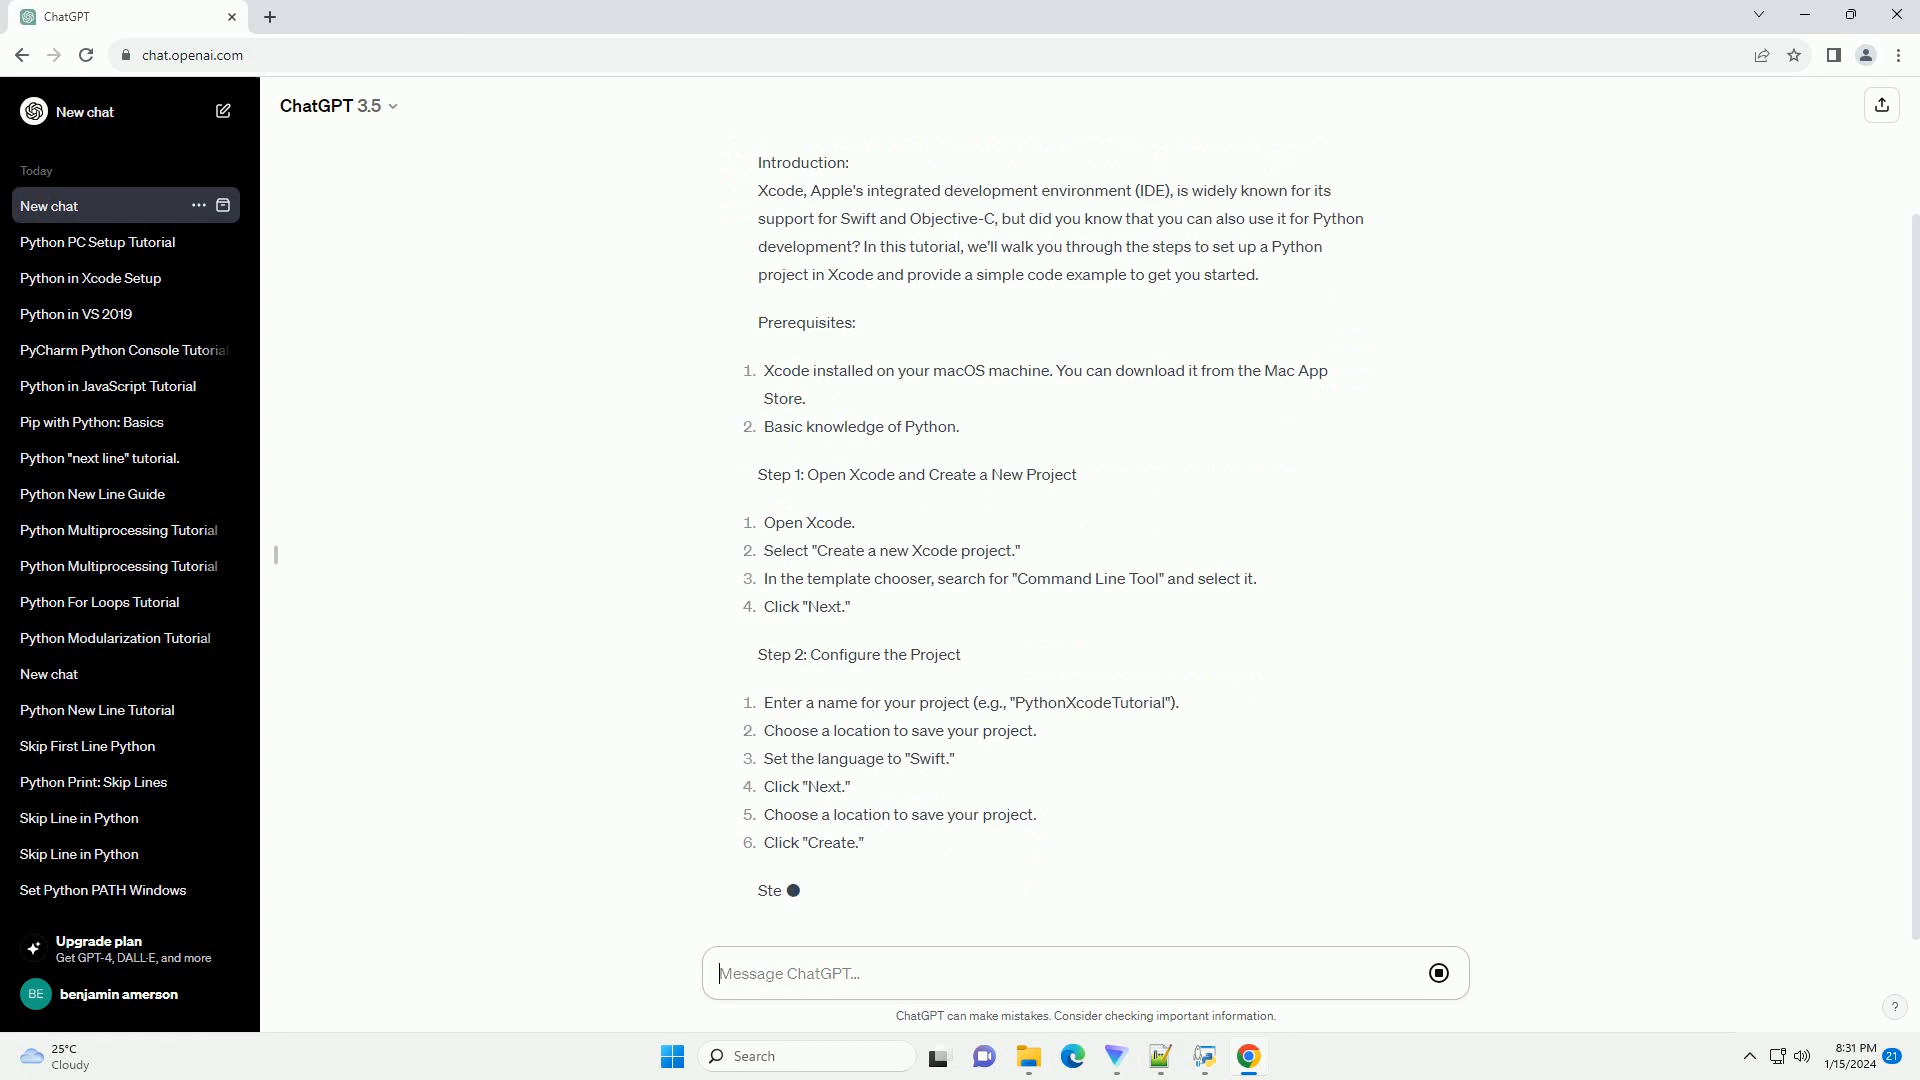 ChatGPT
chat.openai.com
New chat
Today
New chat
Python PC Setup Tutorial
Python in Xcode Setup
Python in VS 2019
PyCharm Python Console Tutorial
Python in JavaScript Tutorial
Pip with Python: Basics
Python "next line" tutorial.
Python New Line Guide
Python Multiprocessing Tutorial
Python Multiprocessing Tutorial
Python For Loops Tutorial
Python Modularization Tutorial
New chat
Python New Line Tutorial
Skip First Line Python
Python Print: Skip Lines
Skip Line in Python
Skip Line in Python
Set Python PATH Windows
Upgrade plan
Get GPT-4, DALL·E, and more
BE benjamin amerson
ChatGPT 3.5
Introduction:
Xcode, Apple's integrated development environment (IDE), is widely known for its
support for Swift and Objective-C, but did you know that you can also use it for Python
development? In this tutorial, we'll walk you through the steps to set up a Python
project in Xcode and provide a simple code example to get you started.
Prerequisites:
1. Xcode installed on your macOS machine. You can download it from the Mac App
Store.
2. Basic knowledge of Python.
Step 1: Open Xcode and Create a New Project
1. Open Xcode.
2. Select "Create a new Xcode project."
3. In the template chooser, search for "Command Line Tool" and select it.
4. Click "Next."
Step 2: Configure the Project
1. Enter a name for your project (e.g., "PythonXcodeTutorial").
2. Choose a location to save your project.
3. Set the language to "Swift."
4. Click "Next."
5. Choose a location to save your project.
6. Click "Create."
Ste
Message ChatGPT...
ChatGPT can make mistakes. Consider checking important information.
?
25°C
Cloudy
Search
8:31 PM
1/15/2024
21